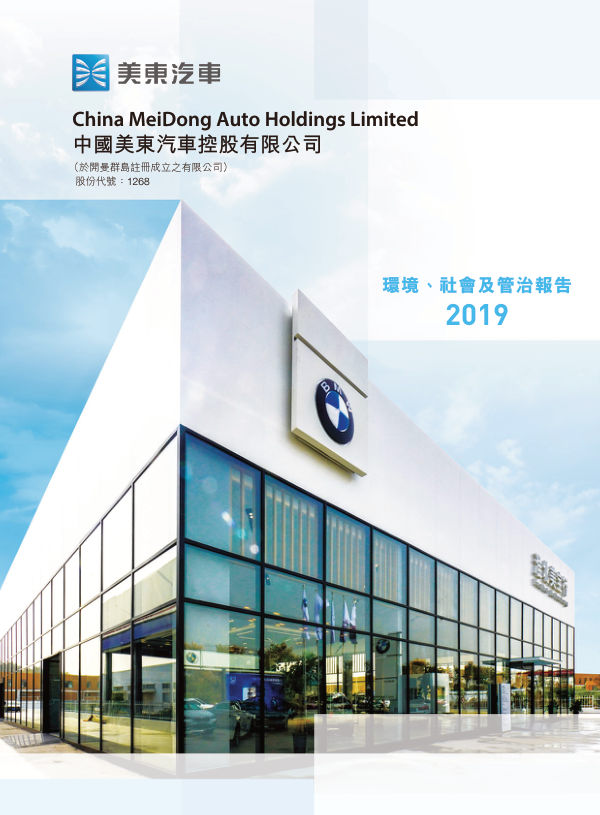 美東汽車
China MeiDong Auto Holdings Limited
中國美東汽車控股有限公司
（於開曼群島註冊成立之有限公司）
股份代號：1268
環境、社會及管治報告
2019
BMW